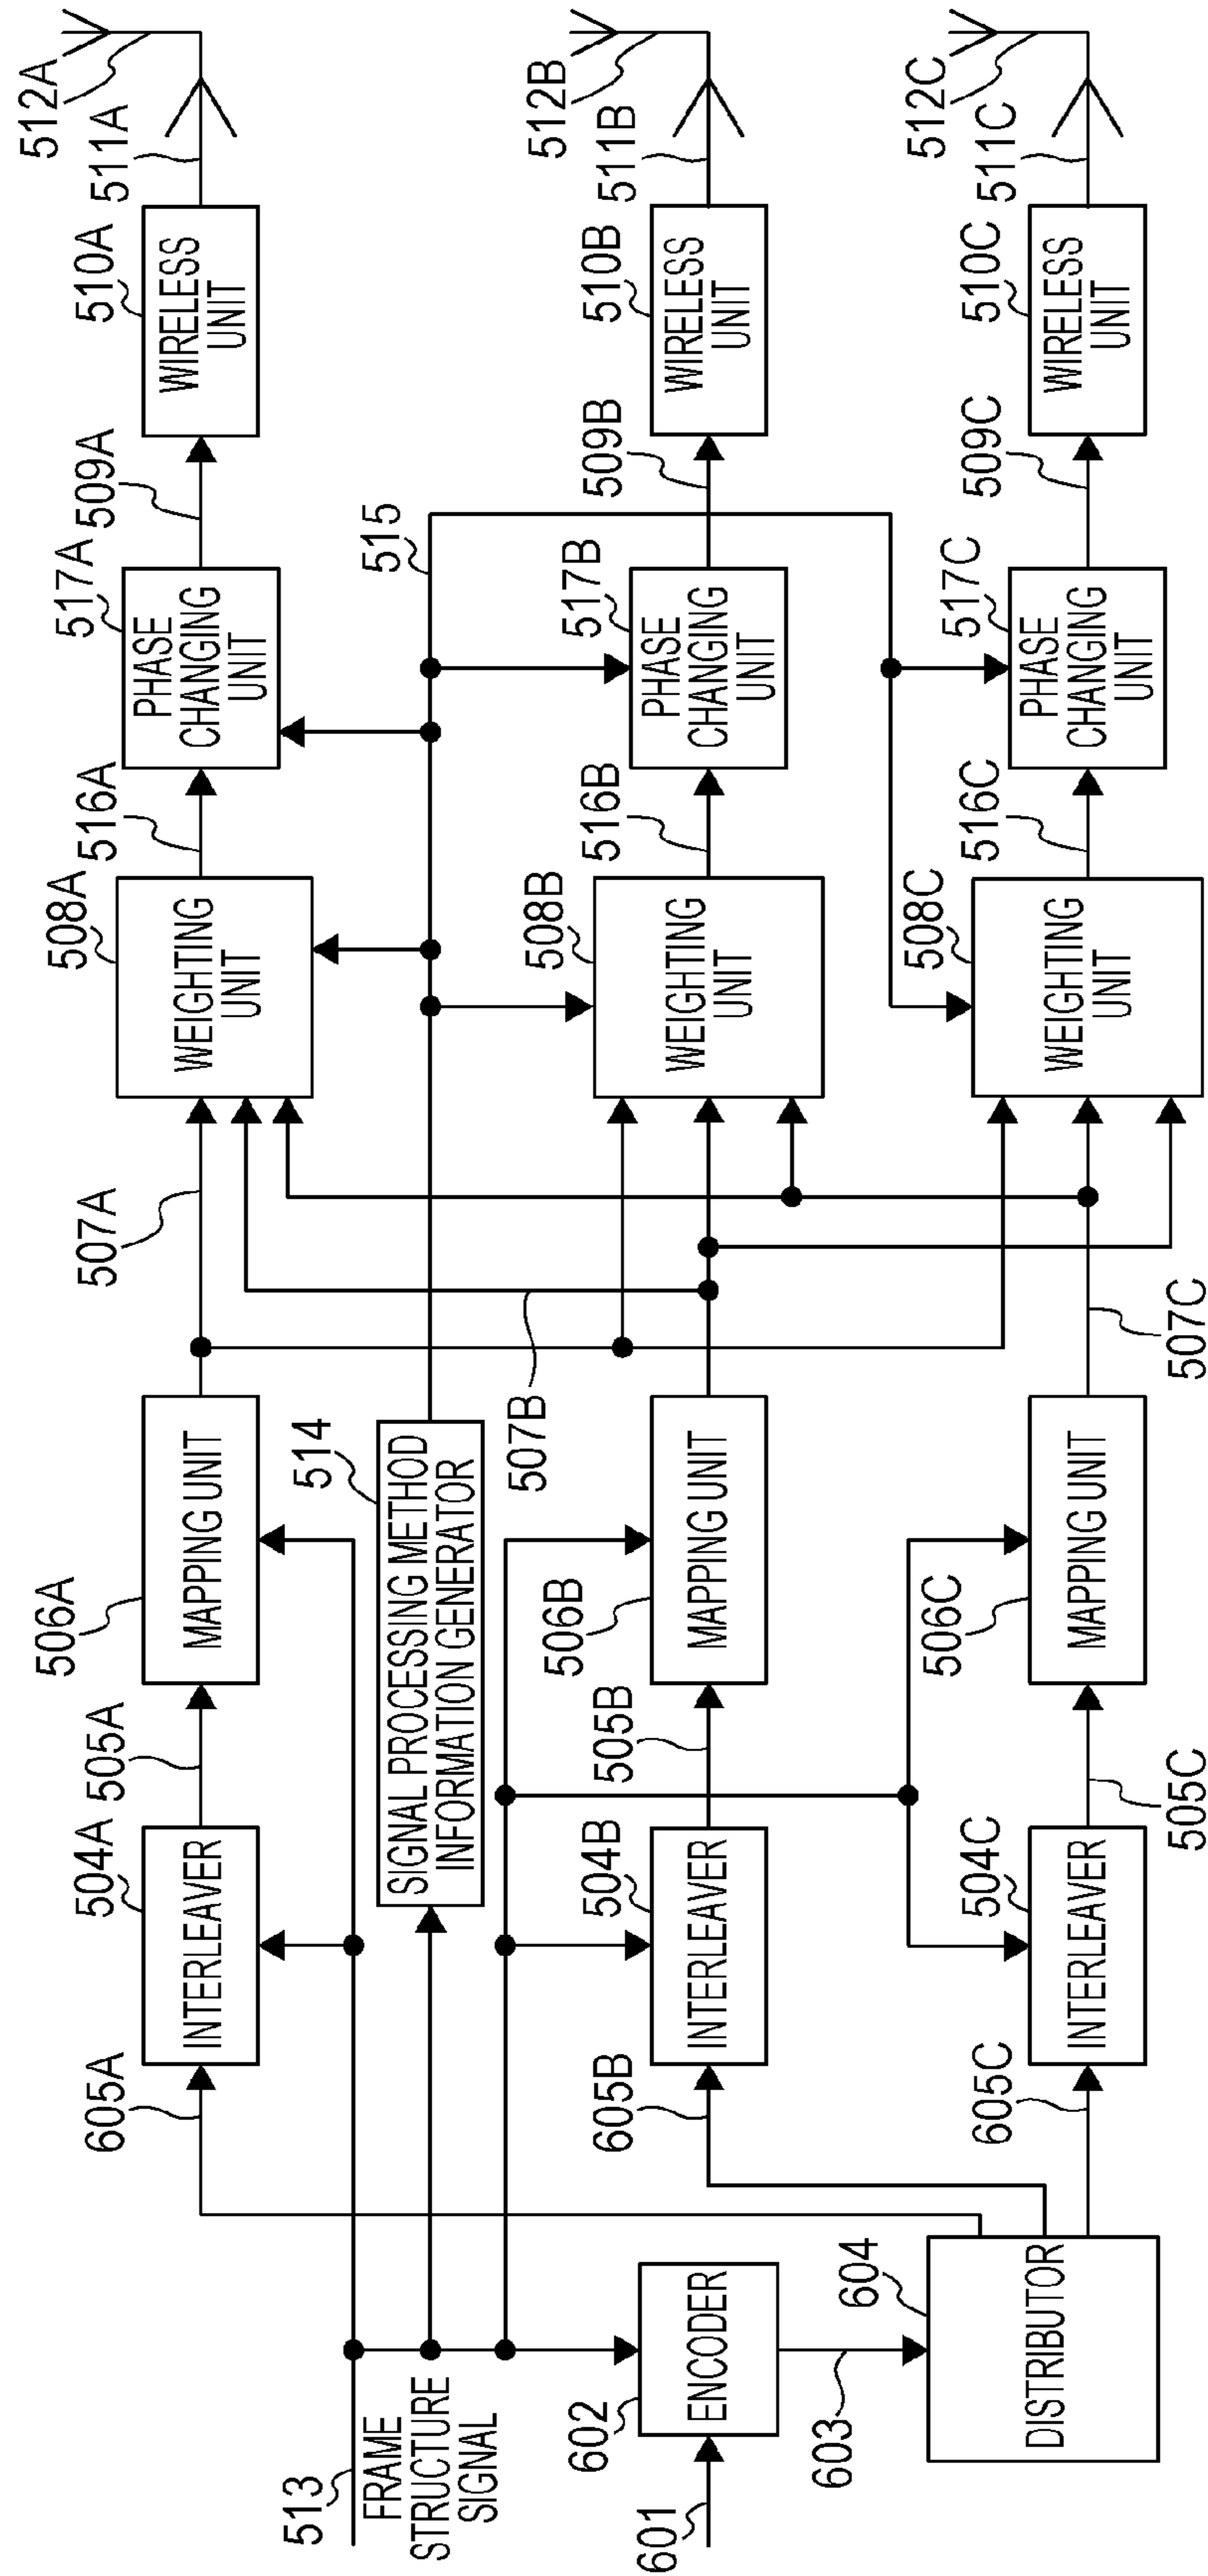 512A
511A
510A
WIRELESS
UNIT
509A
517A
PHASE
CHANGING
UNIT
516A
508A
WEIGHTING
UNIT
507A
506A
MAPPING UNIT
505A
504A
INTERLEAVER
605A
515
514
SIGNAL PROCESSING METHOD
INFORMATION GENERATOR
513
FRAME
STRUCTURE
SIGNAL
512B
511B
510B
WIRELESS
UNIT
509B
517B
PHASE
CHANGING
UNIT
516B
508B
WEIGHTING
UNIT
507B
506B
MAPPING UNIT
505B
504B
INTERLEAVER
605B
602
ENCODER
601
603
512C
511C
510C
WIRELESS
UNIT
509C
517C
PHASE
CHANGING
UNIT
516C
508C
WEIGHTING
UNIT
507C
506C
MAPPING UNIT
505C
504C
INTERLEAVER
605C
604
DISTRIBUTOR